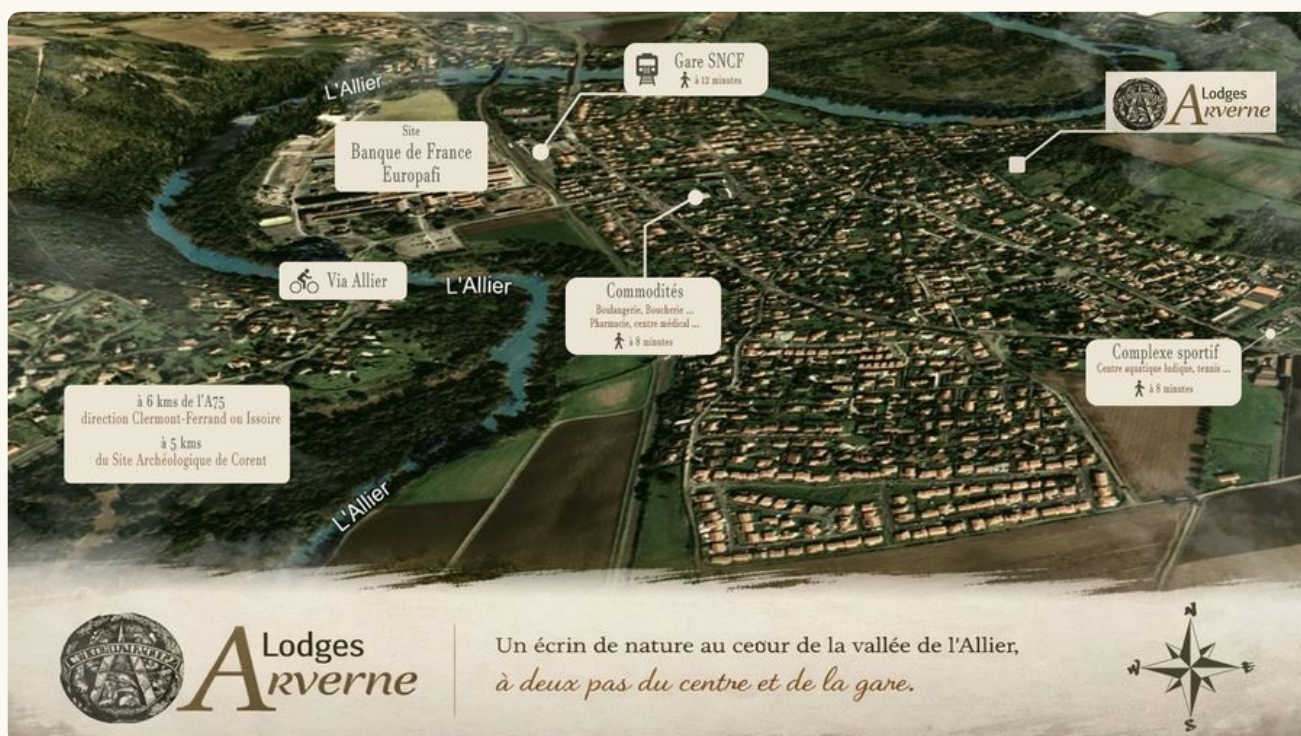 L'Allier
Gare SNCF
à 12 minutes
Lodges
Arverne
Site
Banque de France
Europafi
Via Allier
L'Allier
Commodités
Boulangerie, Boucherie ...
Pharmacie, centre médical ...
à 8 minutes
Complexe sportif
Centre aquatique ludique, tennis ...
à 8 minutes
à 6 kms de l'A75
direction Clermont-Ferrand ou Issoire
à 5 kms
du Site Archéologique de Corent
L'Allier
Lodges
Arverne
Un écrin de nature au ceour de la vallée de l'Allier,
à deux pas du centre et de la gare.
N
W
E
S